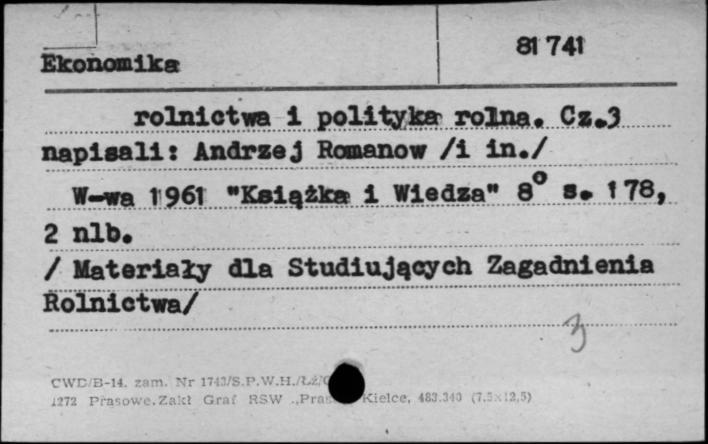 81 741
Ekonomika
rolnictwa i polityka rolna. Cz.3
napisali: Andrzej Romanow /i in./
W-wa 1961 "Książka i Wiedza" 8° s. 178,
2 nlb.
/ Materiały dla Studiujących Zagadnienia
Rolnictwa/
3
CWD/B-14. zam. Nr 1743/S.P.W.H./Łż/
1272 Prasowe.Zakł Graf RSW „Pras Kielce, 483.340 (7.5x12,5)